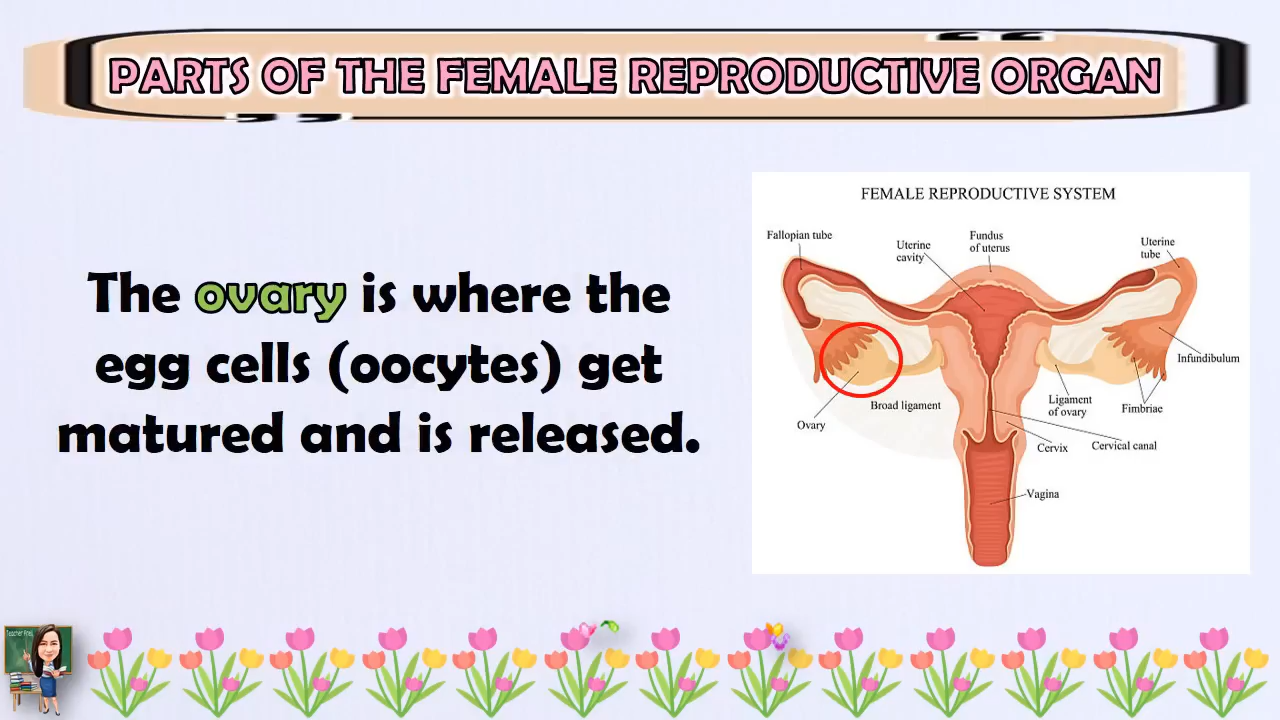 PARTS OF THE FEMALE REPRODUCTIVE ORGAN
The ovary is where the
egg cells (oocytes) get
matured and is released.
FEMALE REPRODUCTIVE SYSTEM
Fallopian tube
Uterine
cavity
Fundus
of uterus
Uterine
tube
Infundibulum
Broad ligament
Ligament
of ovary
Fimbriae
Ovary
Cervix
Cervical canal
Vagina
Teacher